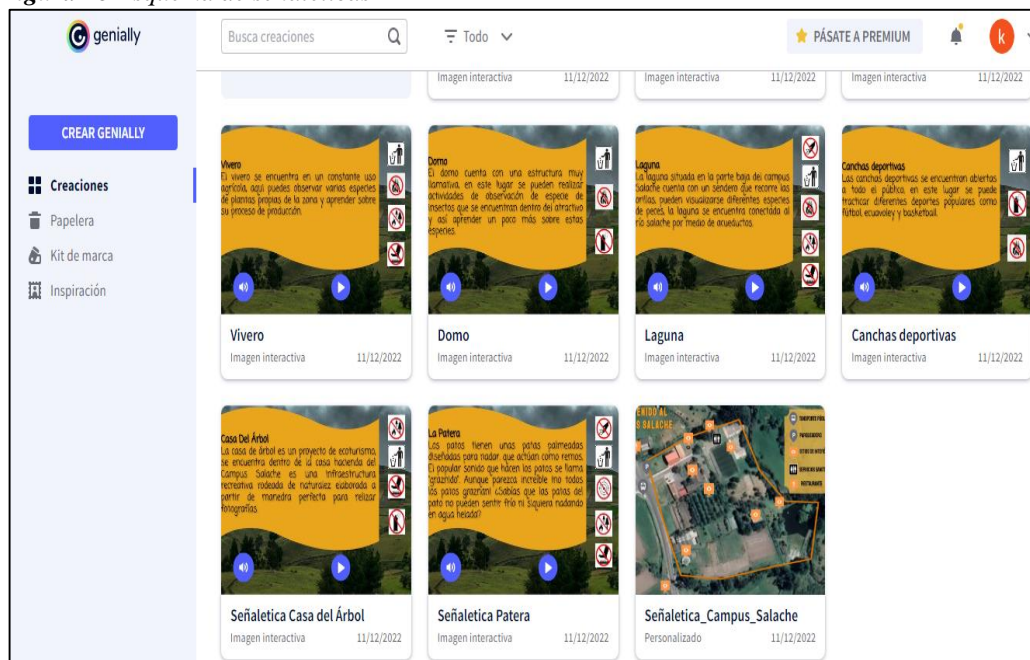 genially
Busca creaciones
Todo
PÁSATE A PREMIUM
k
CREAR GENIALLY
Creaciones
Papelera
Kit de marca
Inspiración
Imagen interactiva 11/12/2022
Imagen interactiva 11/12/2022
Imagen interactiva 11/12/2022
Vivero
El vivero se encuentra en un constante uso
agrícola, aquí puedes observar varias especies
de plantas propias de la zona y aprender sobre
su proceso de producción.
Vivero
Imagen interactiva 11/12/2022
Domo
El domo cuenta con una estructura muy
llamativa, en este lugar se pueden realizar
actividades de observación de especie de
insectos que se encuentran dentro del atractivo
y así aprender un poco más sobre estas
especies.
Domo
Imagen interactiva 11/12/2022
Laguna
La laguna situada en la parte baja del campus
Salache cuenta con un sendero que recorre las
orillas, pueden visualizarse diferentes especies
de peces, la laguna se encuentra conectada al
río salache por medio de acueductos.
Laguna
Imagen interactiva 11/12/2022
Canchas deportivas
Las canchas deportivas se encuentran abiertas
a todo el público, en este lugar se puede
practicar diferentes deportes populares como
fútbol, ecuavoley y basketball.
Canchas deportivas
Imagen interactiva 11/12/2022
Casa Del Árbol
La casa de árbol es un proyecto de ecoturismo,
se encuentra dentro de la casa hacienda del
Campus Salache es una infraestructura
recreativa rodeada de naturalez elaborada a
partir de manedra perfecta para relizar
fotografías
Señaletica Casa del Árbol
Imagen interactiva 11/12/2022
La Patera
Los patos tienen unas patas palmeadas
diseñadas para nadar, que actúan como remos.
El popular sonido que hacen los patos se llama
"graznido". Aunque parezca increíble ¡no todos
los patos graznan! ¿Sabías que las patas del
pato no pueden sentir frío ni siquiera nadando
en agua helada?
Señaletica Patera
Imagen interactiva 11/12/2022
SALACHE
Señaletica_Campus_Salache
Personalizado 11/12/2022